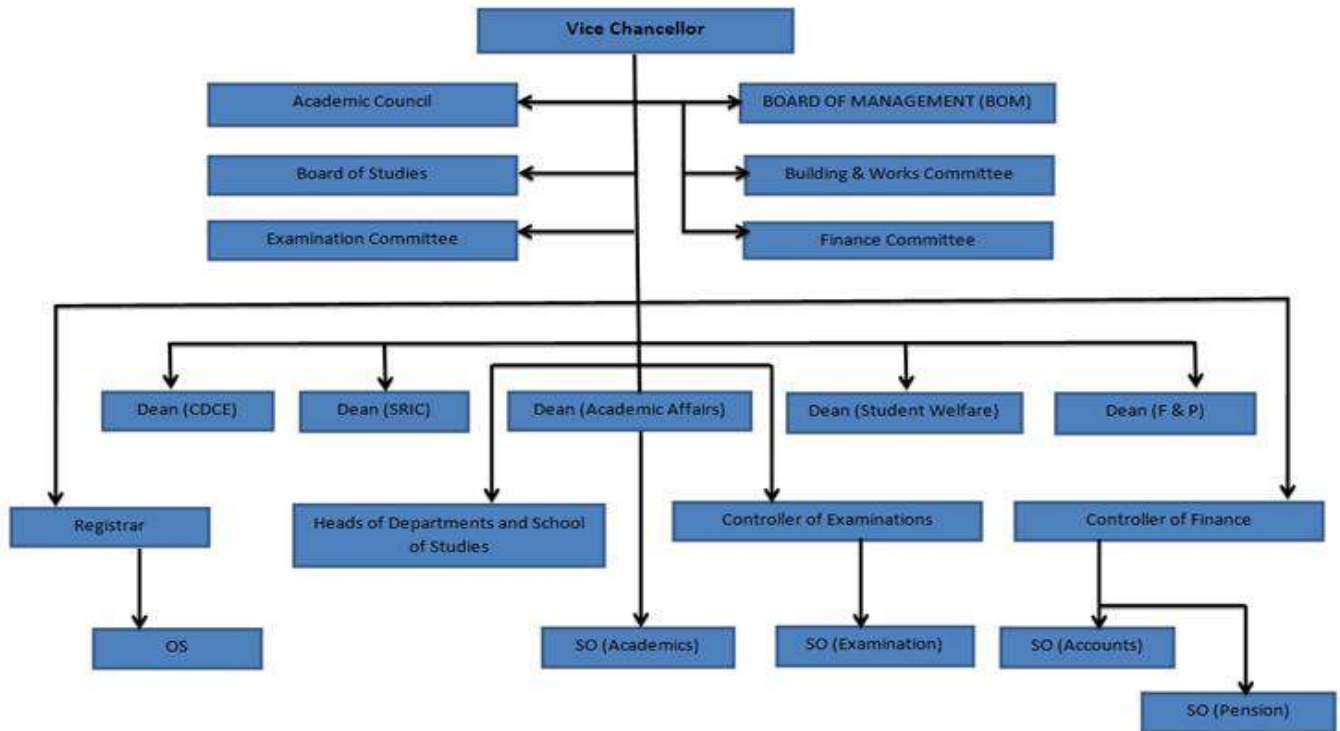 Vice Chancellor
Academic Council
BOARD OF MANAGEMENT (BOM)
Board of Studies
Building & Works Committee
Examination Committee
Finance Committee
Dean (CDCE)
Dean (SRIC)
Dean (Academic Affairs)
Dean (Student Welfare)
Dean (F & P)
Registrar
Heads of Departments and School
of Studies
Controller of Examinations
Controller of Finance
OS
SO (Academics)
SO (Examination)
SO (Accounts)
SO (Pension)